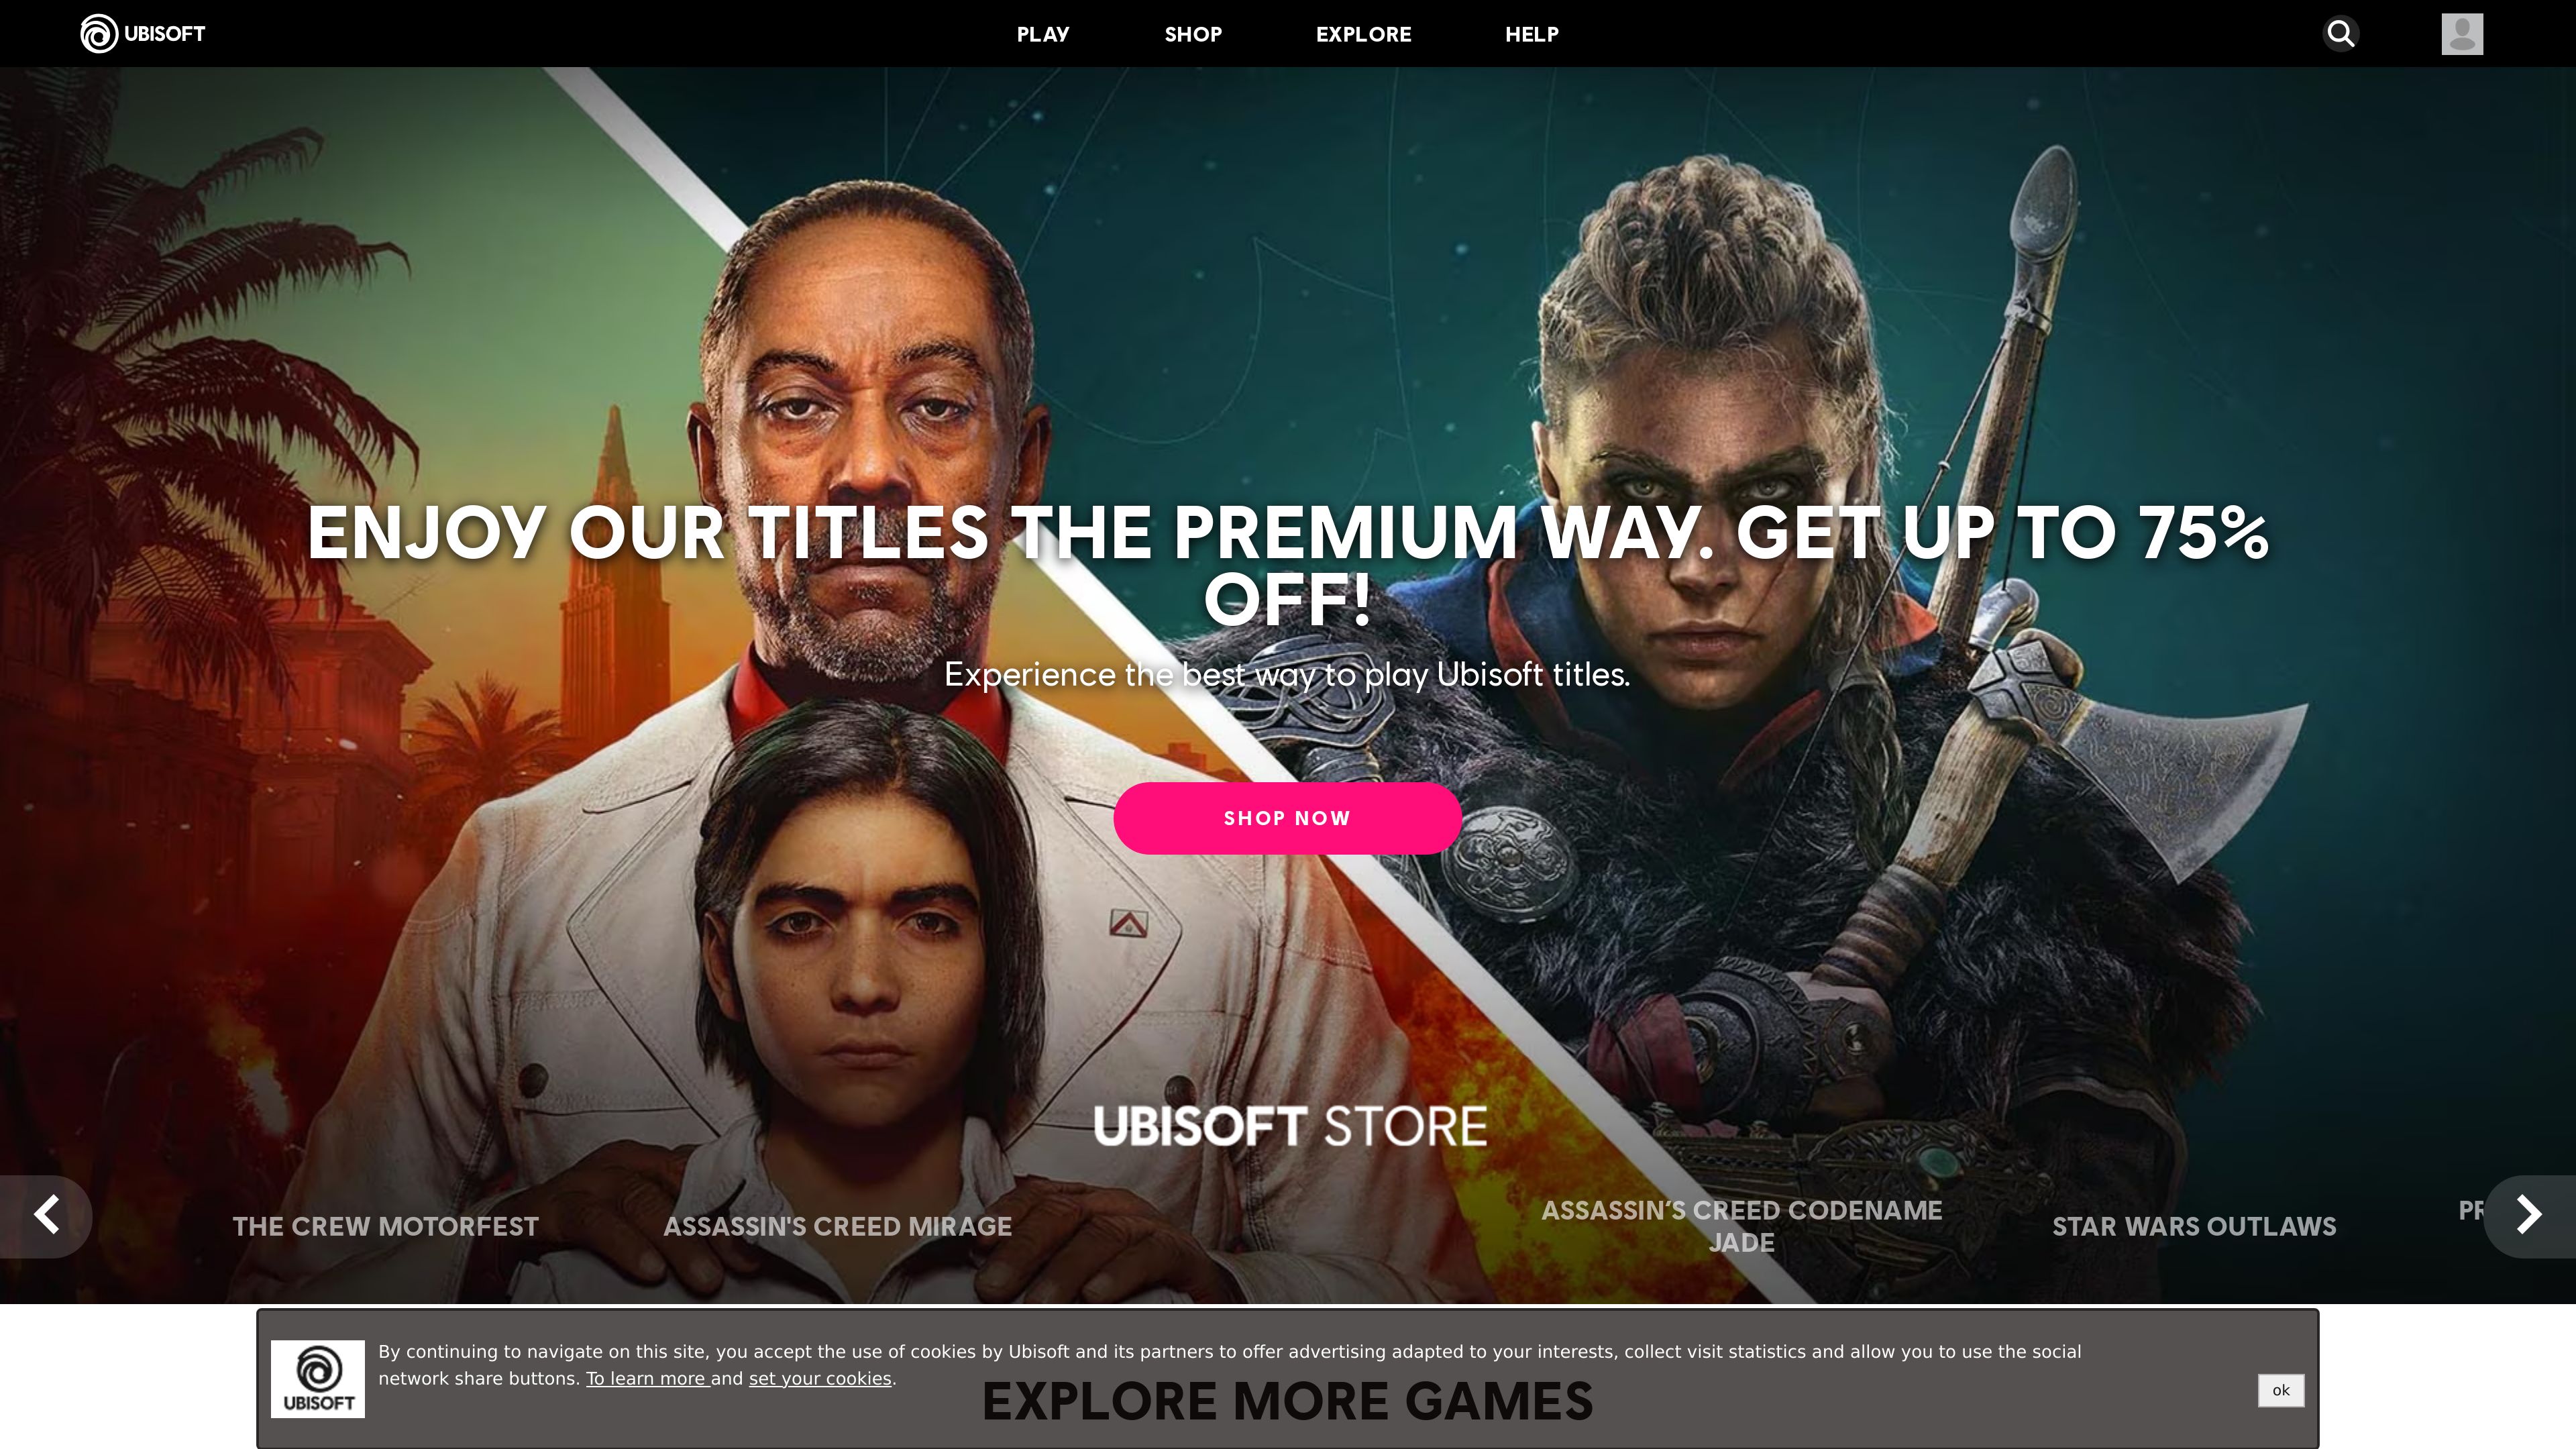 UBISOFT
PLAY
SHOP
EXPLORE
HELP
ENJOY OUR TITLES THE PREMIUM WAY. GET UP TO 75%
OFF!
Experience the best way to play Ubisoft titles.
SHOP NOW
UBISOFT STORE
THE CREW MOTORFEST
ASSASSIN'S CREED MIRAGE
ASSASSIN’S CREED CODENAME
JADE
STAR WARS OUTLAWS
PR
UBISOFT
By continuing to navigate on this site, you accept the use of cookies by Ubisoft and its partners to offer advertising adapted to your interests, collect visit statistics and allow you to use the social
network share buttons. To learn more and set your cookies.
ok
EXPLORE MORE GAMES